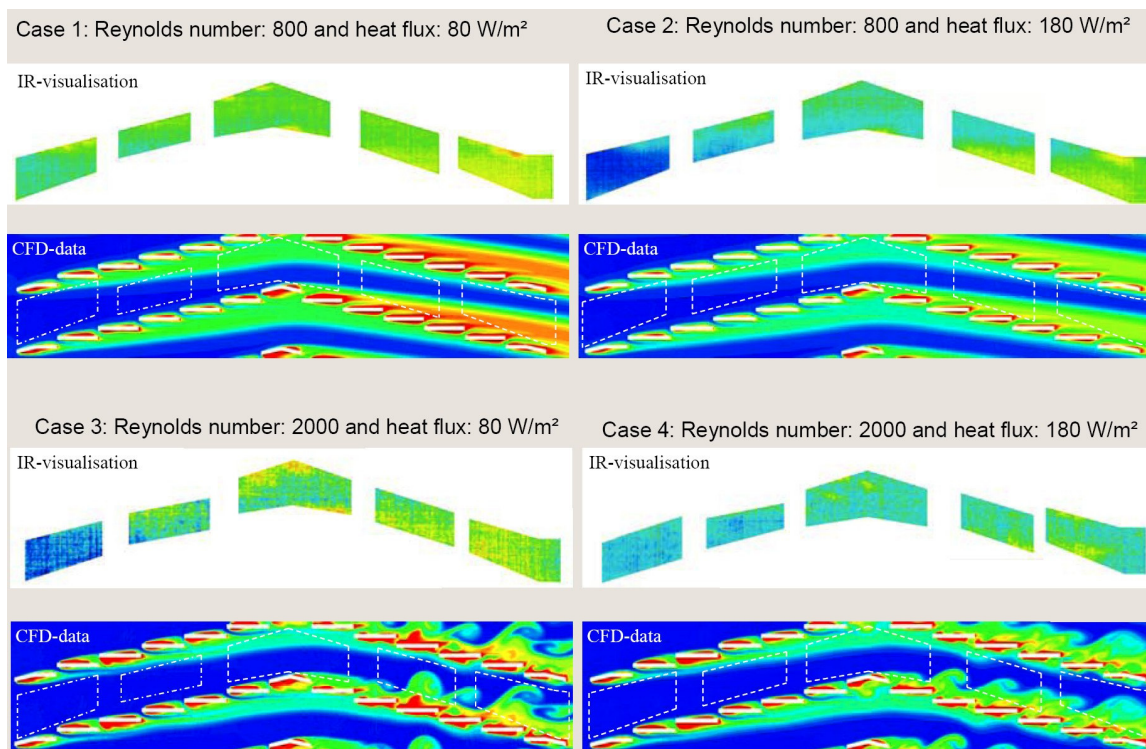 Case 1: Reynolds number: 800 and heat flux: 80 W/m²
Case 2: Reynolds number: 800 and heat flux: 180 W/m²
IR-visualisation
IR-visualisation
CFD-data
CFD-data
Case 3: Reynolds number: 2000 and heat flux: 80 W/m²
Case 4: Reynolds number: 2000 and heat flux: 180 W/m²
IR-visualisation
IR-visualisation
CFD-data
CFD-data